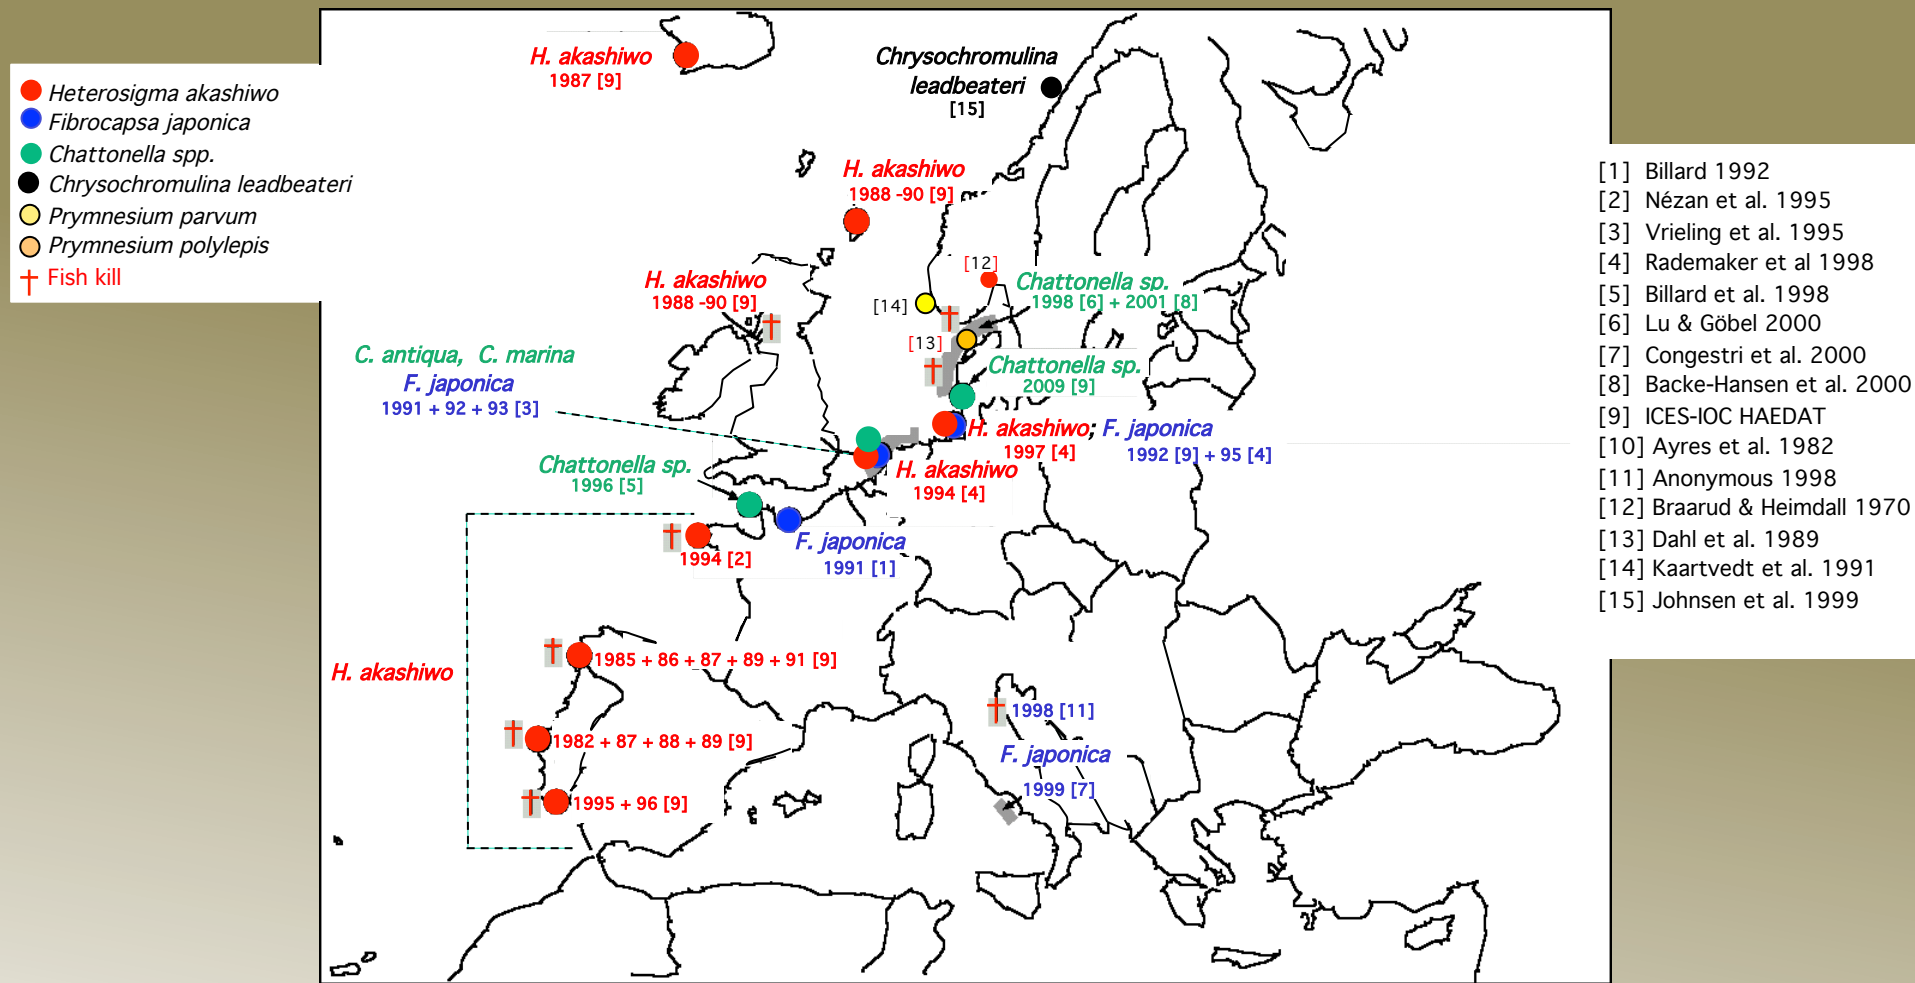 Heterosigma akashiwo
Fibrocapsa japonica
Chattonella spp.
Chrysochromulina leadbeateri
Prymnesium parvum
Prymnesium polylepis
Fish kill
H. akashiwo
1987 [9]
Chrysochromulina
leadbeateri
[15]
H. akashiwo
1988 -90 [9]
H. akashiwo
1988 -90 [9]
[12]
Chattonella sp.
1998 [6] + 2001 [8]
[14]
[13]
Chattonella sp.
2009 [9]
C. antiqua, C. marina
F. japonica
1991 + 92 + 93 [3]
H. akashiwo; F. japonica
1997 [4]
1992 [9] + 95 [4]
H. akashiwo
1994 [4]
Chattonella sp.
1996 [5]
1994 [2]
F. japonica
1991 [1]
H. akashiwo
1985 + 86 + 87 + 89 + 91 [9]
1982 + 87 + 88 + 89 [9]
1995 + 96 [9]
1998 [11]
F. japonica
1999 [7]
[1] Billard 1992
[2] Nézan et al. 1995
[3] Vrieling et al. 1995
[4] Rademaker et al 1998
[5] Billard et al. 1998
[6] Lu & Göbel 2000
[7] Congestri et al. 2000
[8] Backe-Hansen et al. 2000
[9] ICES-IOC HAEDAT
[10] Ayres et al. 1982
[11] Anonymous 1998
[12] Braarud & Heimdall 1970
[13] Dahl et al. 1989
[14] Kaartvedt et al. 1991
[15] Johnsen et al. 1999